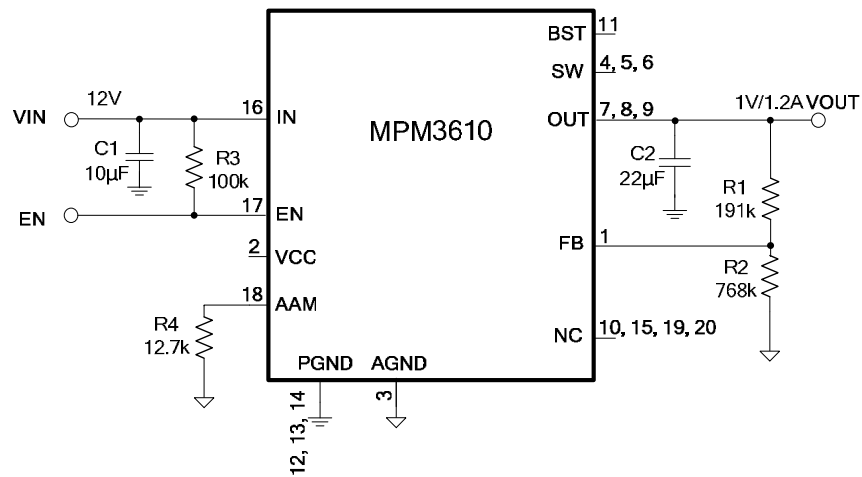 BST
11
SW
4, 5, 6
VIN
12V
16
IN
MPM3610
OUT
7, 8, 9
1V/1.2A VOUT
C1
10µF
R3
100k
C2
22µF
R1
191k
EN
17
EN
FB
1
2
VCC
R2
768k
18
AAM
R4
12.7k
NC
10, 15, 19, 20
PGND
AGND
12, 13, 14
3